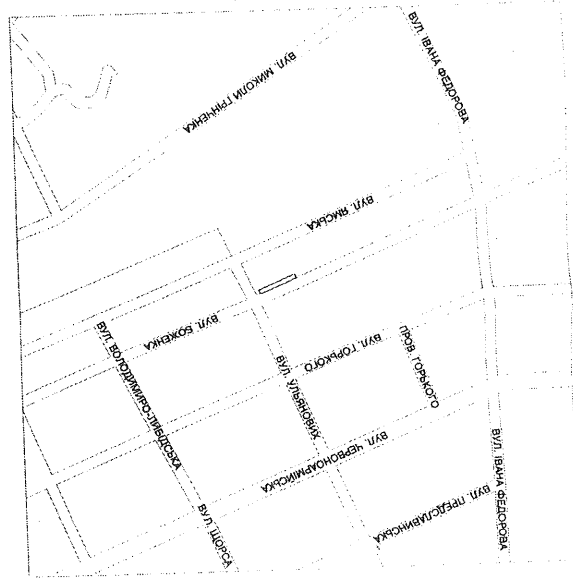 ВУЛ. ІВАНА ФЕДОРОВА
ВУЛ. МИКОЛИ ГРІНЧЕНКА
ВУЛ. ЯМСЬКА
ВУЛ. БОЖЕНКА
ВУЛ. ВОЛОДИМИРО-ЛИБІДСЬКА
ВУЛ. ГОРЬКОГО
ПРОВ. ГОРЬКОГО
ВУЛ. УЛЬЯНОВИХ
ВУЛ. ЧЕРВОНОАРМІЙСЬКА
ВУЛ. ІВАНА ФЕДОРОВА
ВУЛ. ПРЕДСЛАВИНСЬКА
ВУЛ. ЩОРСА